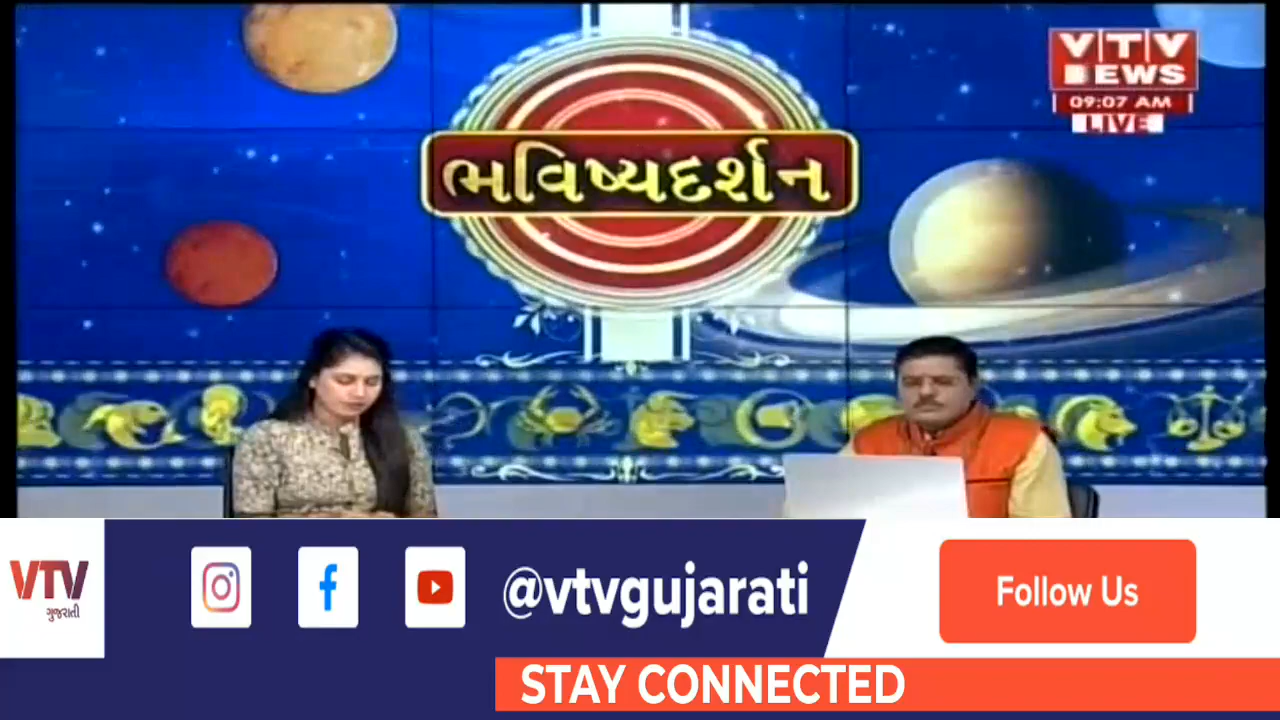 VTV
NEWS
09:07 AM
LIVE
ભવિષ્યદર્શન
VTV
ગુજરાતી
@vtvgujarati
Follow Us
STAY CONNECTED